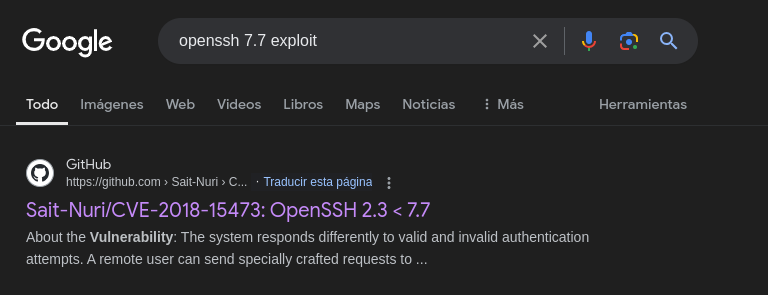 Google
openssh 7.7 exploit
Todo Imágenes Web Videos Libros Maps Noticias Más Herramientas
GitHub
https://github.com › Sait-Nuri › C... · Traducir esta página
Sait-Nuri/CVE-2018-15473: OpenSSH 2.3 < 7.7
About the Vulnerability: The system responds differently to valid and invalid authentication
attempts. A remote user can send specially crafted requests to ...